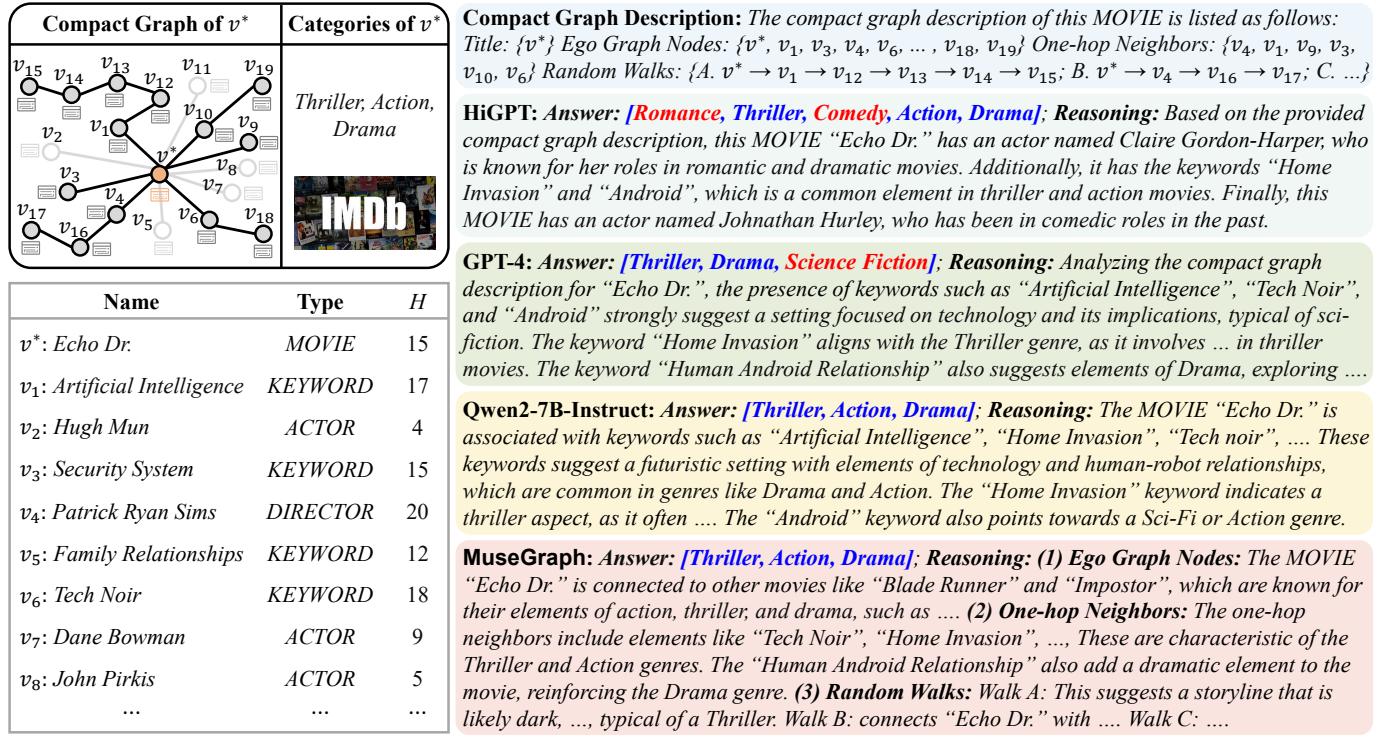 Compact Graph of v*
Categories of v*
v15
v14
v13
v12
v11
v19
v2
v1
v10
v9
v*
v8
v3
v7
v17
v4
v5
v6
v18
v16
Thriller, Action,
Drama
IMDb
Name Type H
v*: Echo Dr. MOVIE 15
v1: Artificial Intelligence KEYWORD 17
v2: Hugh Mun ACTOR 4
v3: Security System KEYWORD 15
v4: Patrick Ryan Sims DIRECTOR 20
v5: Family Relationships KEYWORD 12
v6: Tech Noir KEYWORD 18
v7: Dane Bowman ACTOR 9
v8: John Pirkis ACTOR 5
... ... ...
Compact Graph Description: The compact graph description of this MOVIE is listed as follows:
Title: {v*} Ego Graph Nodes: {v*, v1, v3, v4, v6, ... , v18, v19} One-hop Neighbors: {v4, v1, v9, v3,
v10, v6} Random Walks: {A. v* → v1 → v12 → v13 → v14 → v15; B. v* → v4 → v16 → v17; C. ...}
HiGPT: Answer: [Romance, Thriller, Comedy, Action, Drama]; Reasoning: Based on the provided
compact graph description, this MOVIE “Echo Dr.” has an actor named Claire Gordon-Harper, who
is known for her roles in romantic and dramatic movies. Additionally, it has the keywords “Home
Invasion” and “Android”, which is a common element in thriller and action movies. Finally, this
MOVIE has an actor named Johnathan Hurley, who has been in comedic roles in the past.
GPT-4: Answer: [Thriller, Drama, Science Fiction]; Reasoning: Analyzing the compact graph
description for “Echo Dr.”, the presence of keywords such as “Artificial Intelligence”, “Tech Noir”,
and “Android” strongly suggest a setting focused on technology and its implications, typical of sci-
fiction. The keyword “Home Invasion” aligns with the Thriller genre, as it involves … in thriller
movies. The keyword “Human Android Relationship” also suggests elements of Drama, exploring ….
Qwen2-7B-Instruct: Answer: [Thriller, Action, Drama]; Reasoning: The MOVIE “Echo Dr.” is
associated with keywords such as “Artificial Intelligence”, “Home Invasion”, “Tech noir”, …. These
keywords suggest a futuristic setting with elements of technology and human-robot relationships,
which are common in genres like Drama and Action. The “Home Invasion” keyword indicates a
thriller aspect, as it often …. The “Android” keyword also points towards a Sci-Fi or Action genre.
MuseGraph: Answer: [Thriller, Action, Drama]; Reasoning: (1) Ego Graph Nodes: The MOVIE
“Echo Dr.” is connected to other movies like “Blade Runner” and “Impostor”, which are known for
their elements of action, thriller, and drama, such as …. (2) One-hop Neighbors: The one-hop
neighbors include elements like “Tech Noir”, “Home Invasion”, …, These are characteristic of the
Thriller and Action genres. The “Human Android Relationship” also add a dramatic element to the
movie, reinforcing the Drama genre. (3) Random Walks: Walk A: This suggests a storyline that is
likely dark, …, typical of a Thriller. Walk B: connects “Echo Dr.” with …. Walk C: ….